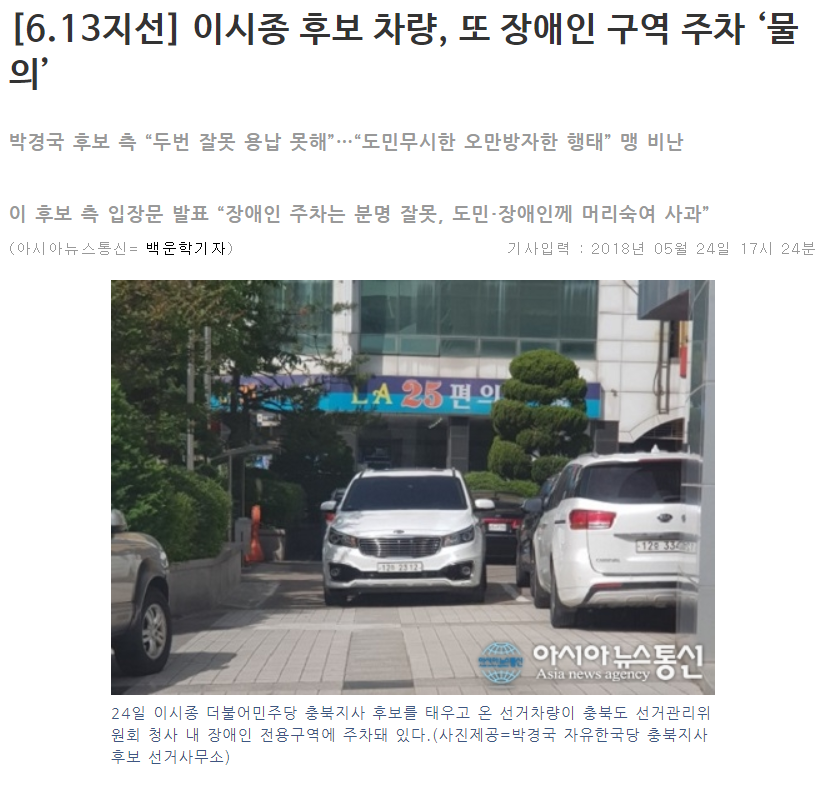 [6.13지선] 이시종 후보 차량, 또 장애인 구역 주차 ‘물
의’
박경국 후보 측 “두번 잘못 용납 못해”…“도민무시한 오만방자한 행태” 맹 비난
이 후보 측 입장문 발표 “장애인 주차는 분명 잘못, 도민·장애인께 머리숙여 사과”
(아시아뉴스통신= 백운학기자)
기사입력 : 2018년 05월 24일 17시 24분
LA 25 편의
아시아뉴스통신
Asia news agency
24일 이시종 더불어민주당 충북지사 후보를 태우고 온 선거차량이 충북도 선거관리위
원회 청사 내 장애인 전용구역에 주차돼 있다.(사진제공=박경국 자유한국당 충북지사
후보 선거사무소)